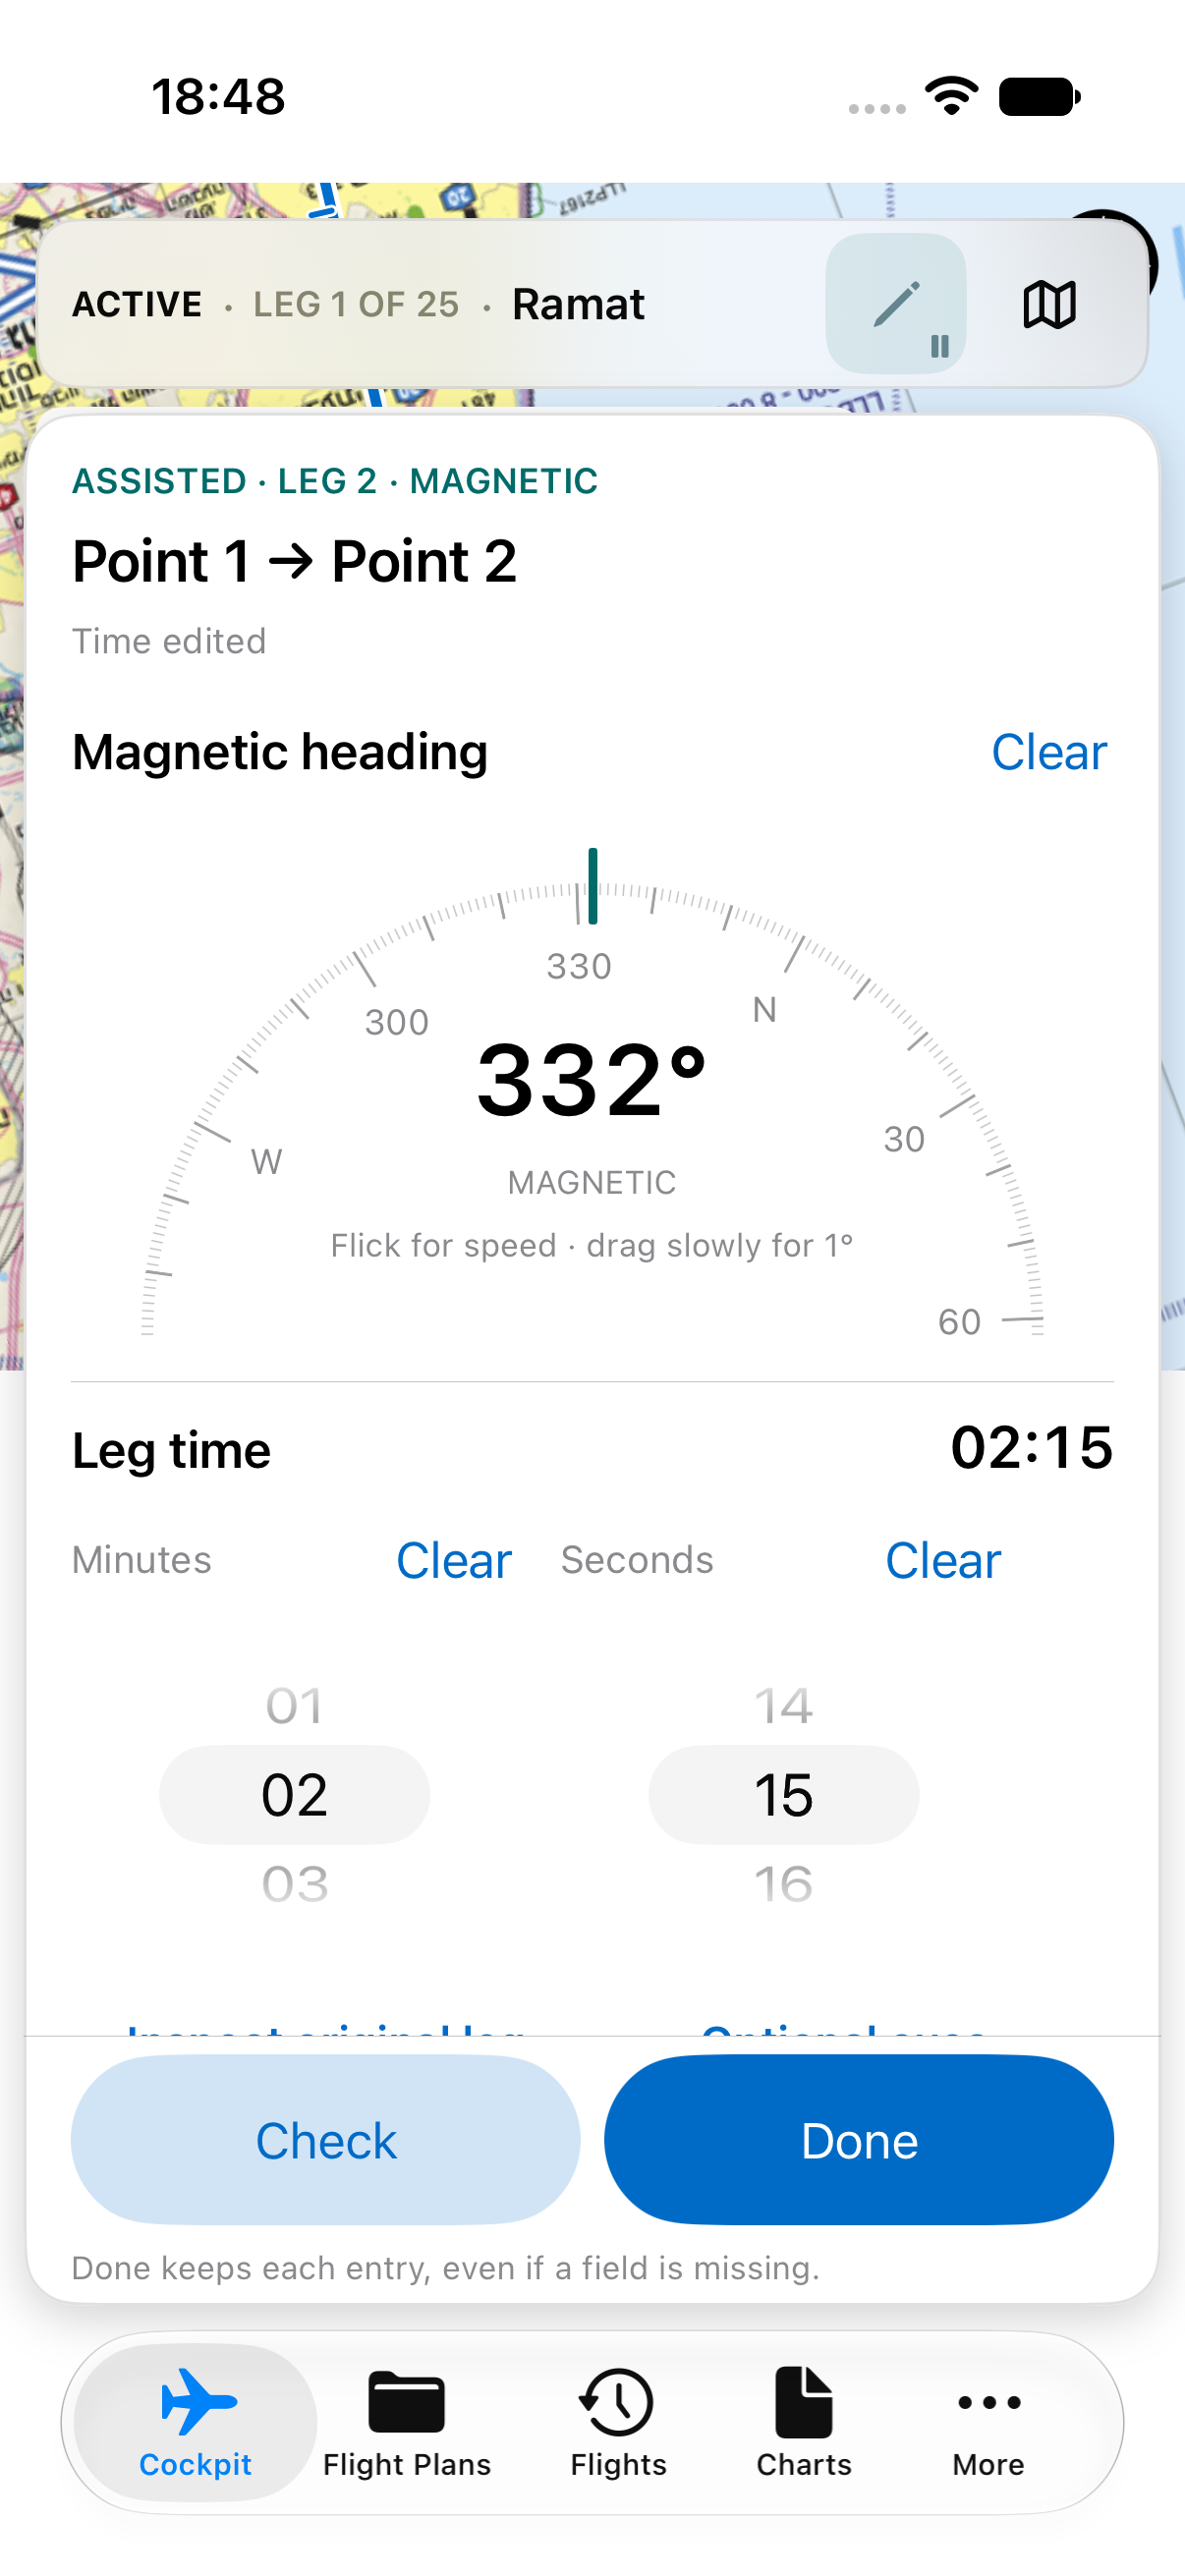 18:48
LLP2167
ACTIVE · LEG 1 OF 25 · Ramat
ASSISTED · LEG 2 · MAGNETIC
Point 1 → Point 2
Time edited
Magnetic heading
Clear
330
300
N
332°
W
30
MAGNETIC
Flick for speed · drag slowly for 1°
60
Leg time
02:15
Minutes
Clear
Seconds
Clear
01
14
02
15
03
16
Check
Done
Done keeps each entry, even if a field is missing.
Cockpit
Flight Plans
Flights
Charts
More